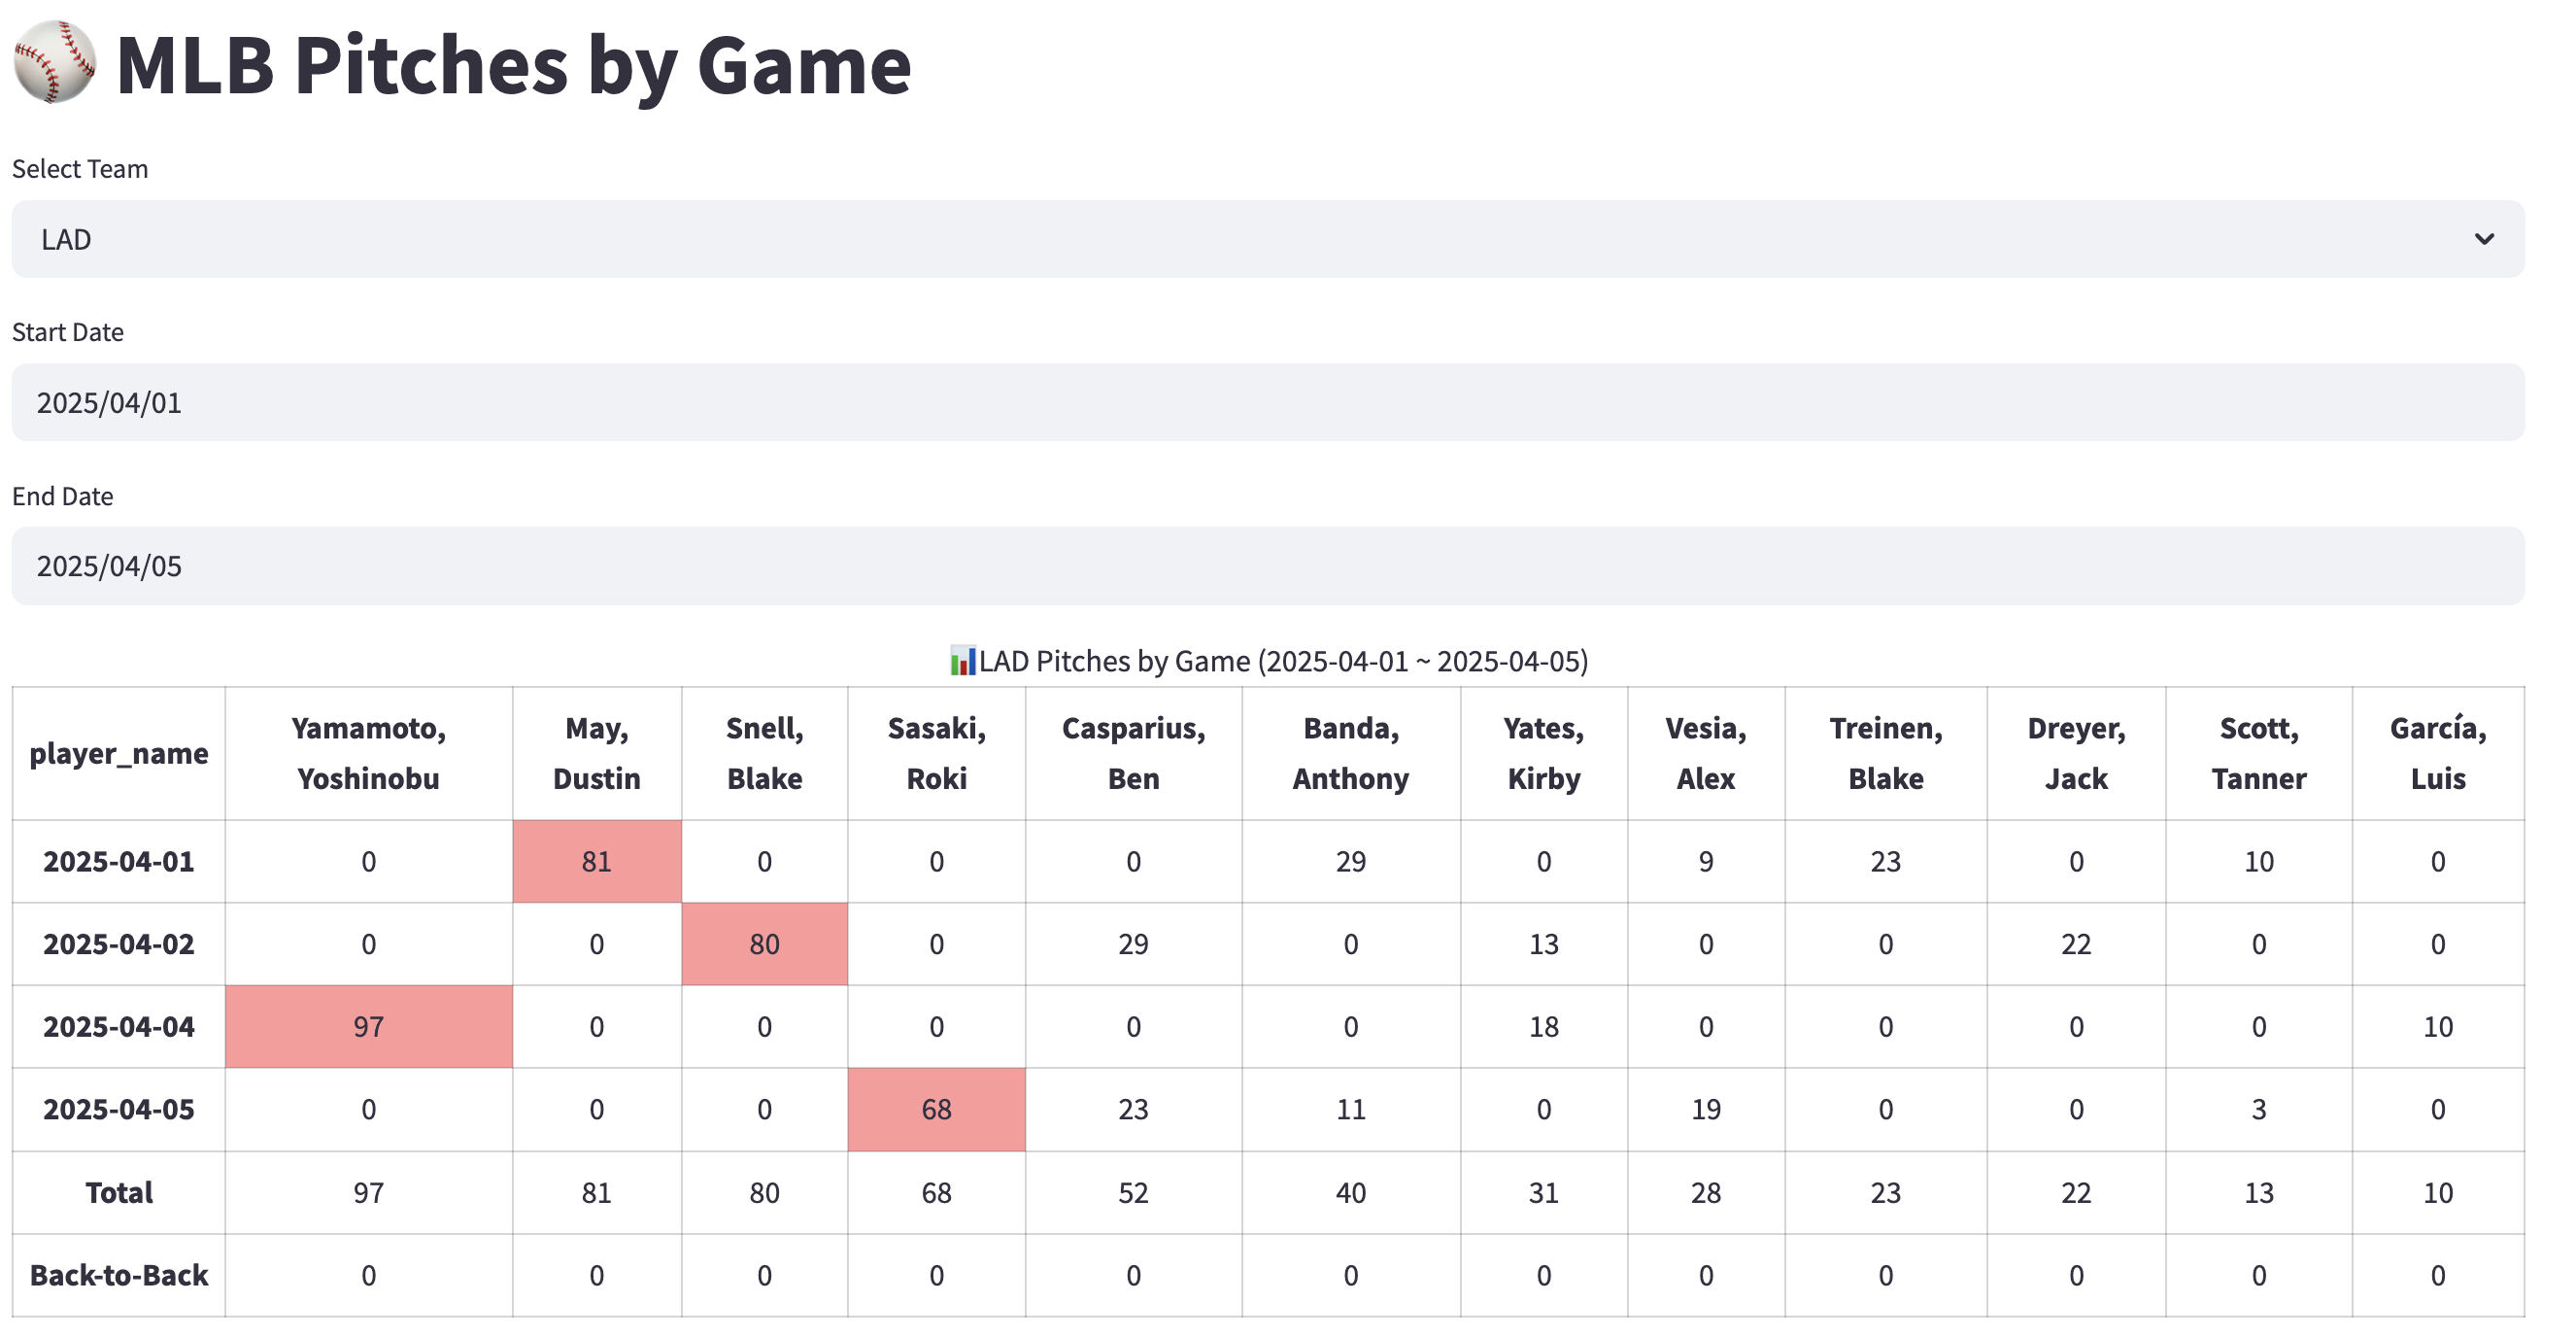 MLB Pitches by Game
Select Team
LAD
Start Date
2025/04/01
End Date
2025/04/05
LAD Pitches by Game (2025-04-01 ~ 2025-04-05)
player_name Yamamoto, Yoshinobu May, Dustin Snell, Blake Sasaki, Roki Casparius, Ben Banda, Anthony Yates, Kirby Vesia, Alex Treinen, Blake Dreyer, Jack Scott, Tanner García, Luis
2025-04-01 0 81 0 0 0 29 0 9 23 0 10 0
2025-04-02 0 0 80 0 29 0 13 0 0 22 0 0
2025-04-04 97 0 0 0 0 0 18 0 0 0 0 10
2025-04-05 0 0 0 68 23 11 0 19 0 0 3 0
Total 97 81 80 68 52 40 31 28 23 22 13 10
Back-to-Back 0 0 0 0 0 0 0 0 0 0 0 0